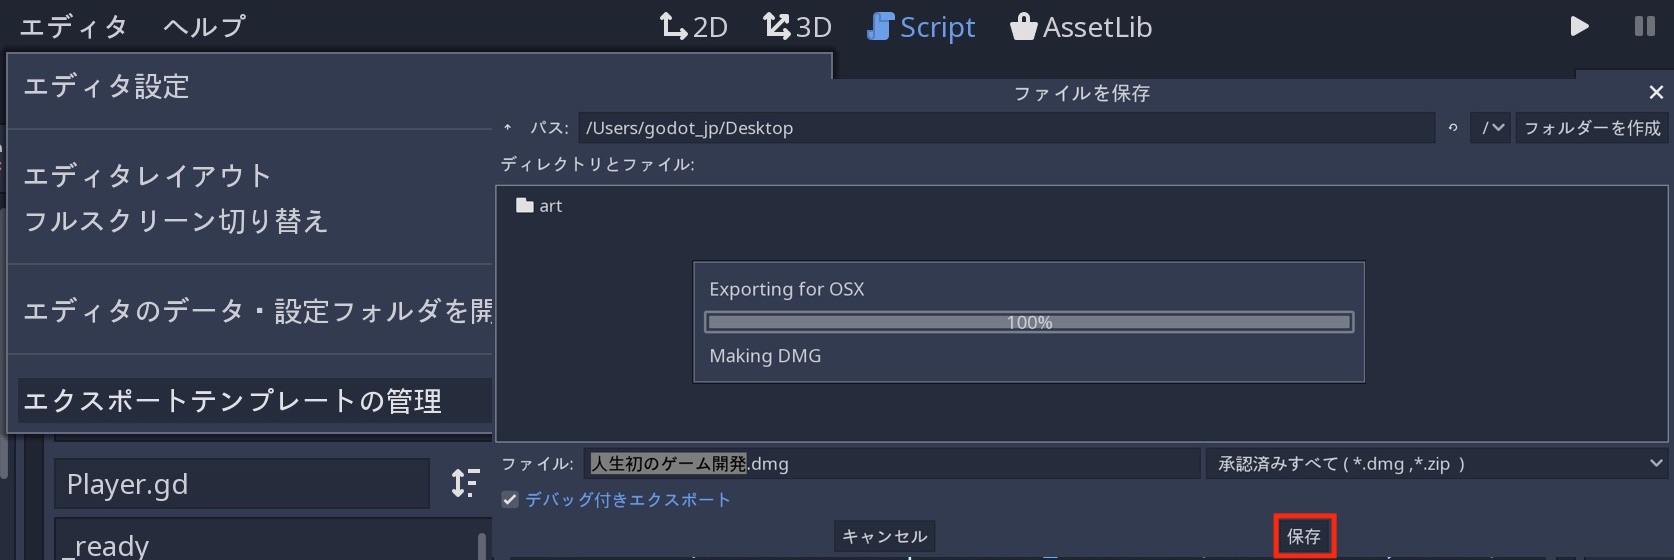 エディタ ヘルプ 2D 3D Script AssetLib
エディタ設定
エディタレイアウト
フルスクリーン切り替え
エディタのデータ・設定フォルダを開
エクスポートテンプレートの管理
Player.gd
_ready
ファイルを保存
パス: /Users/godot_jp/Desktop / フォルダーを作成
ディレクトリとファイル:
art
Exporting for OSX
100%
Making DMG
ファイル: 人生初のゲーム開発.dmg 承認済みすべて ( *.dmg ,*.zip )
デバッグ付きエクスポート
キャンセル 保存